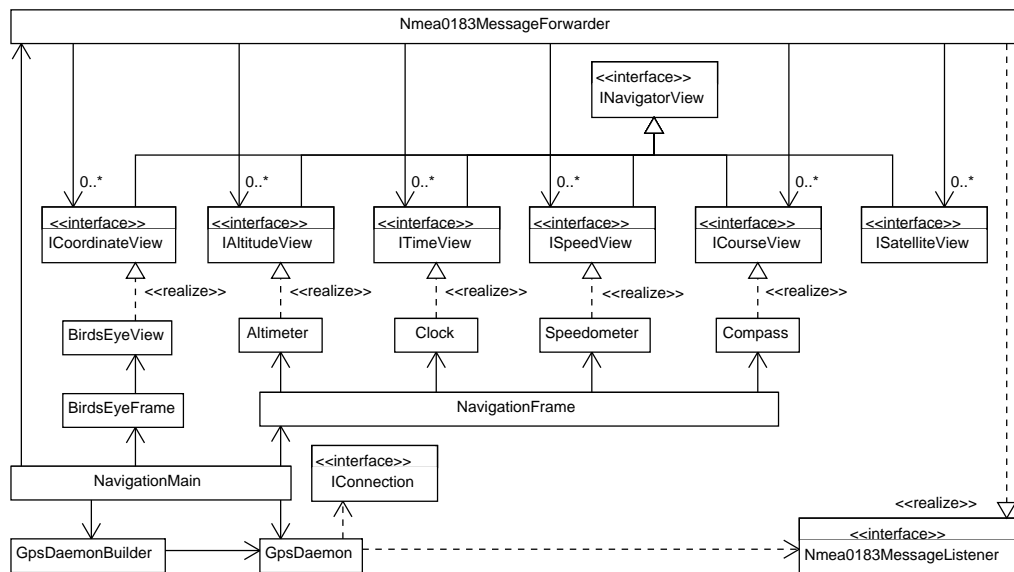 Nmea0183MessageForwarder
<<interface>>
INavigatorView
0..*
0..*
0..*
0..*
0..*
0..*
<<interface>>
ICoordinateView
<<interface>>
IAltitudeView
<<interface>>
ITimeView
<<interface>>
ISpeedView
<<interface>>
ICourseView
<<interface>>
ISatelliteView
<<realize>>
<<realize>>
<<realize>>
<<realize>>
<<realize>>
BirdsEyeView
Altimeter
Clock
Speedometer
Compass
BirdsEyeFrame
NavigationFrame
<<interface>>
IConnection
NavigationMain
<<realize>>
GpsDaemonBuilder
GpsDaemon
<<interface>>
Nmea0183MessageListener